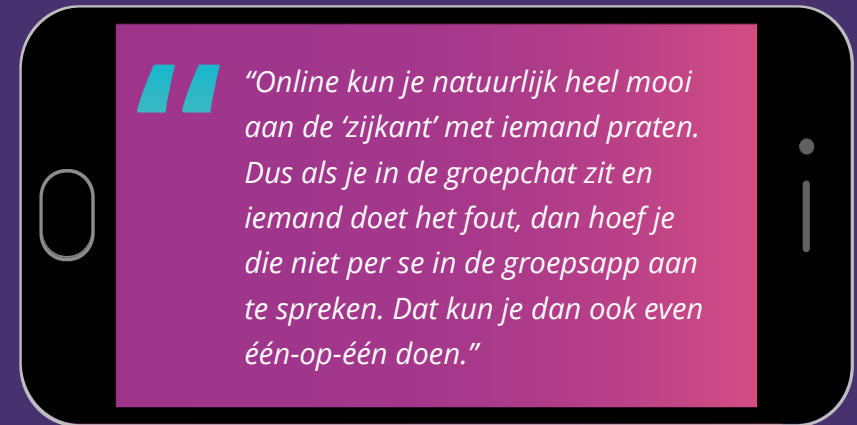 “Online kun je natuurlijk heel mooi
aan de ‘zijkant’ met iemand praten.
Dus als je in de groepchat zit en
iemand doet het fout, dan hoef je
die niet per se in de groepsapp aan
te spreken. Dat kun je dan ook even
één-op-één doen.”